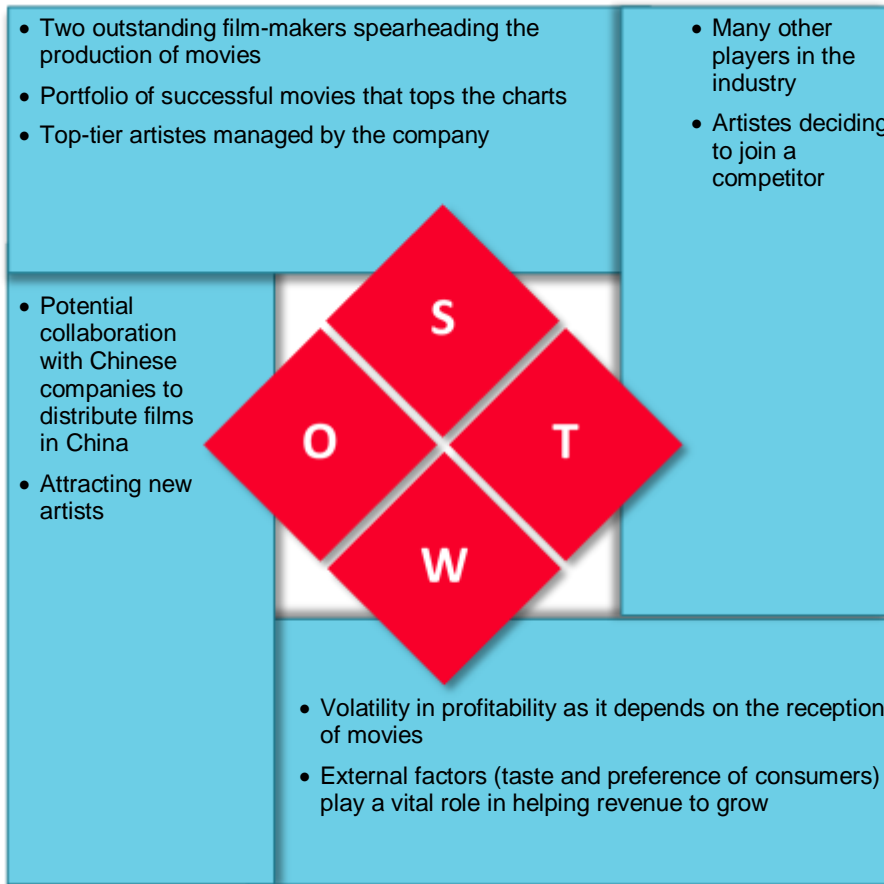 • Two outstanding film-makers spearheading the
production of movies
• Portfolio of successful movies that tops the charts
• Top-tier artistes managed by the company
• Many other
players in the
industry
• Artistes deciding
to join a
competitor
• Potential
collaboration
with Chinese
companies to
distribute films
in China
• Attracting new
artists
S
O
T
W
• Volatility in profitability as it depends on the reception
of movies
• External factors (taste and preference of consumers)
play a vital role in helping revenue to grow